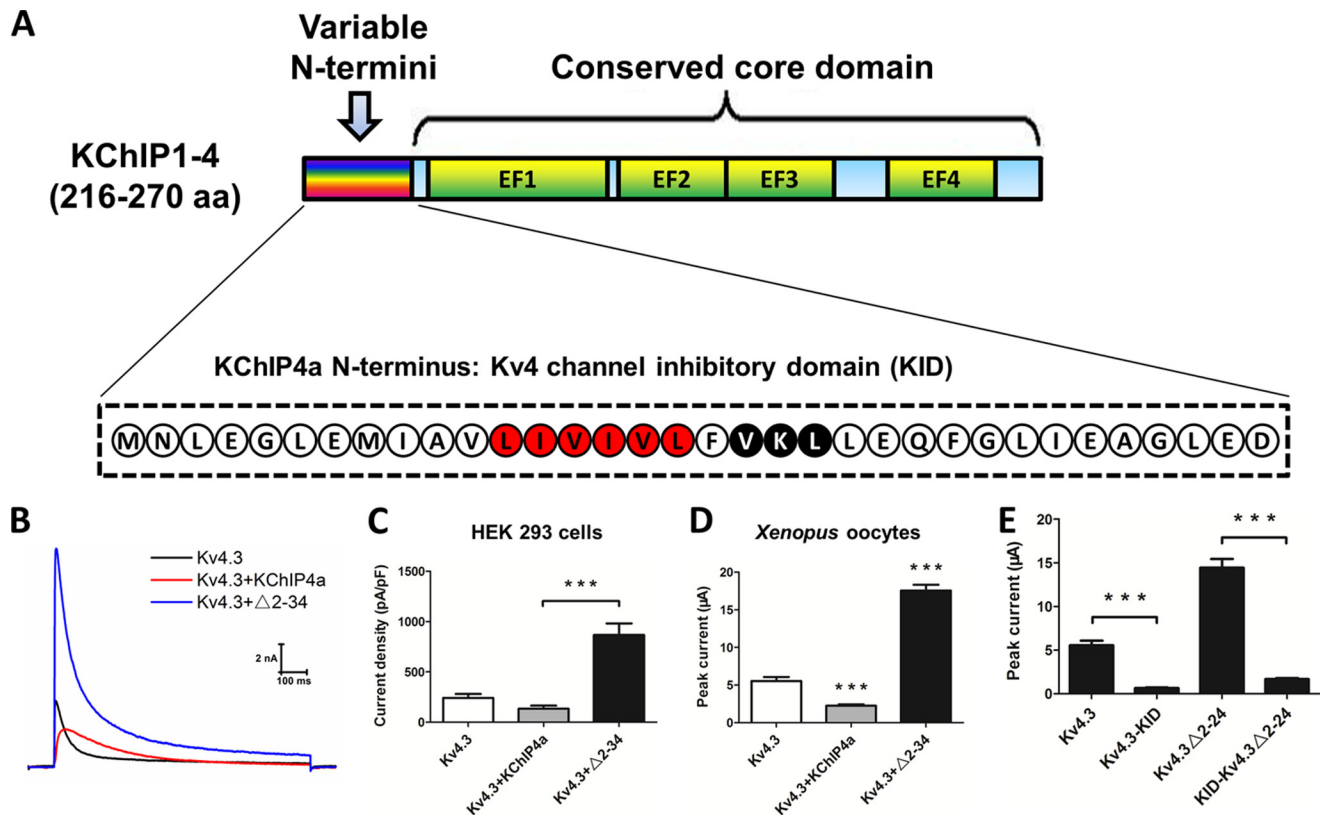 A
Variable
N-termini
Conserved core domain
KChIP1-4
(216-270 aa)
EF1 EF2 EF3 EF4
KChIP4a N-terminus: Kv4 channel inhibitory domain (KID)
M N L E G L E M I A V L I V I V L F V K L L E Q F G L I E A G L E D
B
Kv4.3
Kv4.3+KChIP4a
Kv4.3+△2-34
2 nA
100 ms
C
HEK 293 cells
Current density (pA/pF)
1500
1000
500
0
***
Kv4.3
Kv4.3+KChIP4a
Kv4.3+△2-34
D
Xenopus oocytes
Peak current (µA)
20
15
10
5
0
***
***
Kv4.3
Kv4.3+KChIP4a
Kv4.3+△2-34
E
Peak current (µA)
20
15
10
5
0
***
***
Kv4.3
Kv4.3-KID
Kv4.3△2-24
KID-Kv4.3△2-24